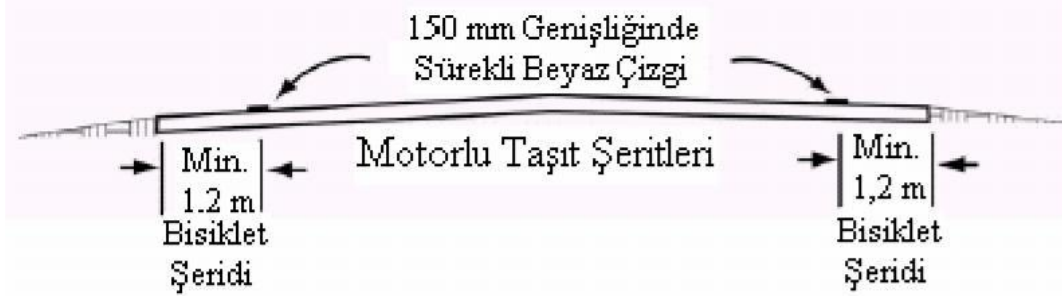 150 mm Genişliğinde
Sürekli Beyaz Çizgi
Motorlu Taşıt Şeritleri
Min.
1.2 m
Bisiklet
Şeridi
Min.
1,2 m
Bisiklet
Şeridi